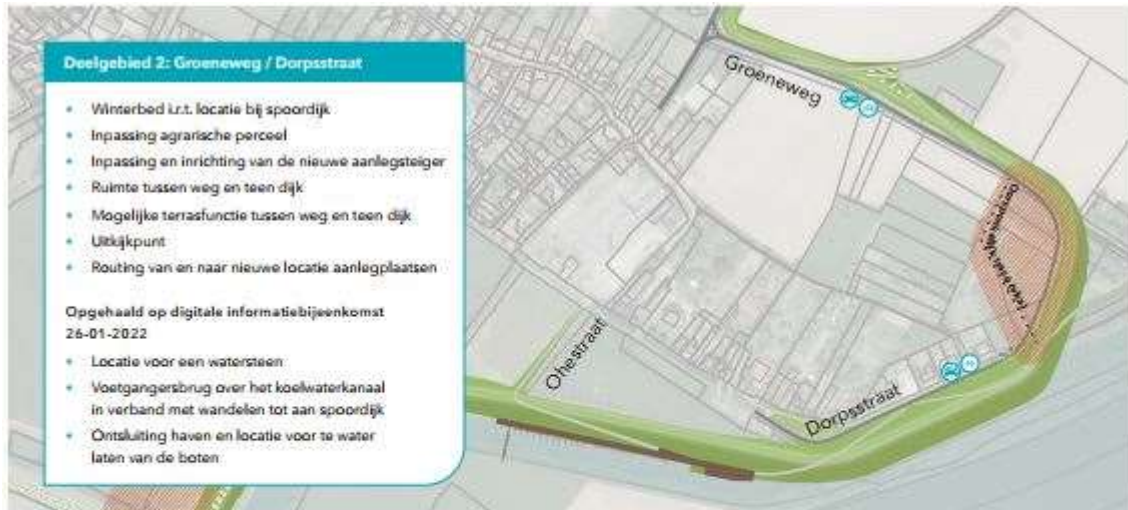 Deelgebied 2: Groeneweg / Dorpsstraat
• Winterbed i.r.t. locatie bij spoordijk
• Inpassing agrarische perceel
• Inpassing en inrichting van de nieuwe aanlegsteiger
• Ruimte tussen weg en teen dijk
• Mogelijke terrasfunctie tussen weg en teen dijk
• Uitkijkpunt
• Routing van en naar nieuwe locatie aanlegplaatsen
Opgehaald op digitale informatiebijeenkomst
26-01-2022
• Locatie voor een watersteen
• Voetgangersbrug over het koelwaterkanaal
in verband met wandelen tot aan spoordijk
• Ontsluiting haven en locatie voor te water
laten van de boten
Groeneweg
Ohestraat
Dorpsstraat